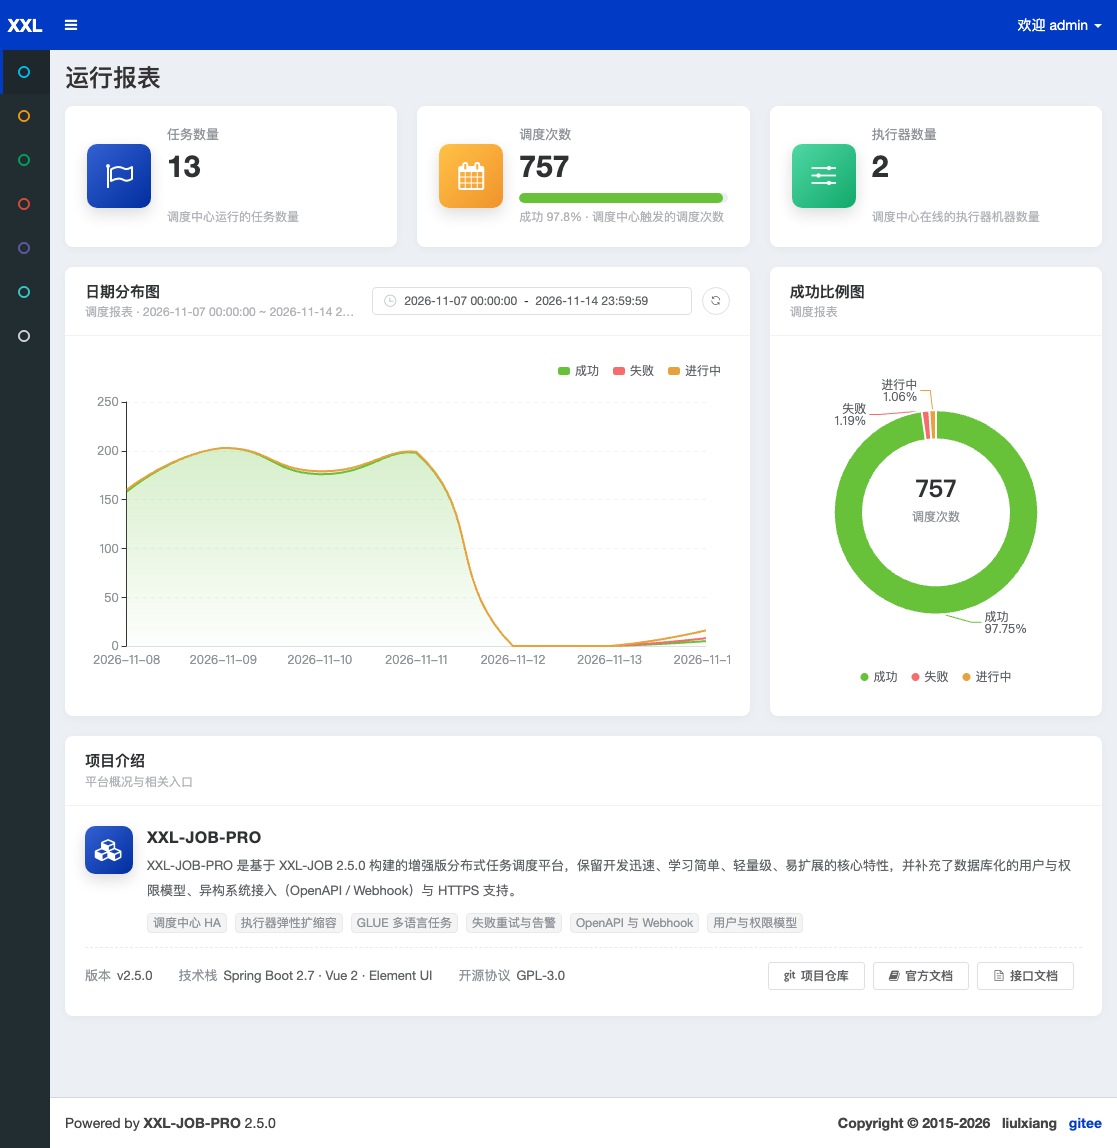 XXL
欢迎 admin
运行报表
任务数量
13
调度中心运行的任务数量
调度次数
757
成功 97.8% · 调度中心触发的调度次数
执行器数量
2
调度中心在线的执行器机器数量
日期分布图
调度报表 · 2026-11-07 00:00:00 ~ 2026-11-14 2…
2026-11-07 00:00:00 - 2026-11-14 23:59:59
成功 失败 进行中
250
200
150
100
50
0
2026-11-08 2026-11-09 2026-11-10 2026-11-11 2026-11-12 2026-11-13 2026-11-1
成功比例图
调度报表
进行中
1.06%
失败
1.19%
757
调度次数
成功
97.75%
成功 失败 进行中
项目介绍
平台概况与相关入口
XXL-JOB-PRO
XXL-JOB-PRO 是基于 XXL-JOB 2.5.0 构建的增强版分布式任务调度平台，保留开发迅速、学习简单、轻量级、易扩展的核心特性，并补充了数据库化的用户与权
限模型、异构系统接入（OpenAPI / Webhook）与 HTTPS 支持。
调度中心 HA 执行器弹性扩缩容 GLUE 多语言任务 失败重试与告警 OpenAPI 与 Webhook 用户与权限模型
版本 v2.5.0 技术栈 Spring Boot 2.7 · Vue 2 · Element UI 开源协议 GPL-3.0
git 项目仓库 官方文档 接口文档
Powered by XXL-JOB-PRO 2.5.0
Copyright © 2015-2026 liulxiang gitee